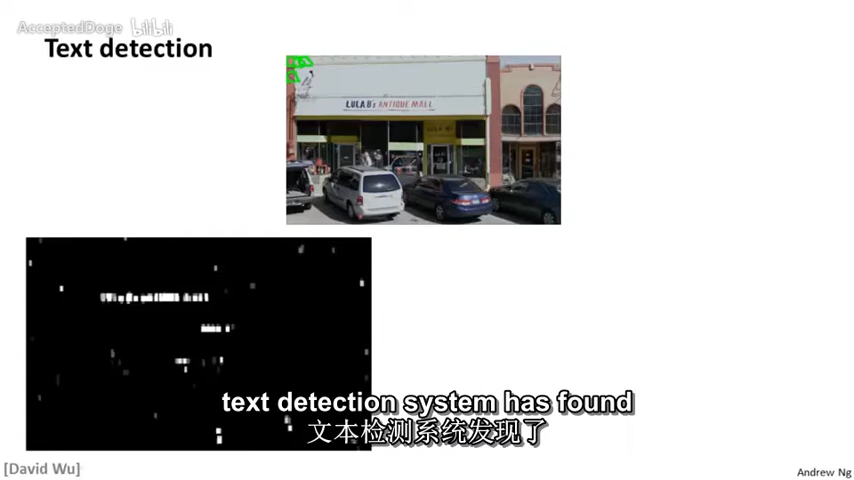 AcceptedDoge bilibili
Text detection
LULA B's ANTIQUE MALL
LULA B's
text detection system has found
文本检测系统发现了
[David Wu]
Andrew Ng